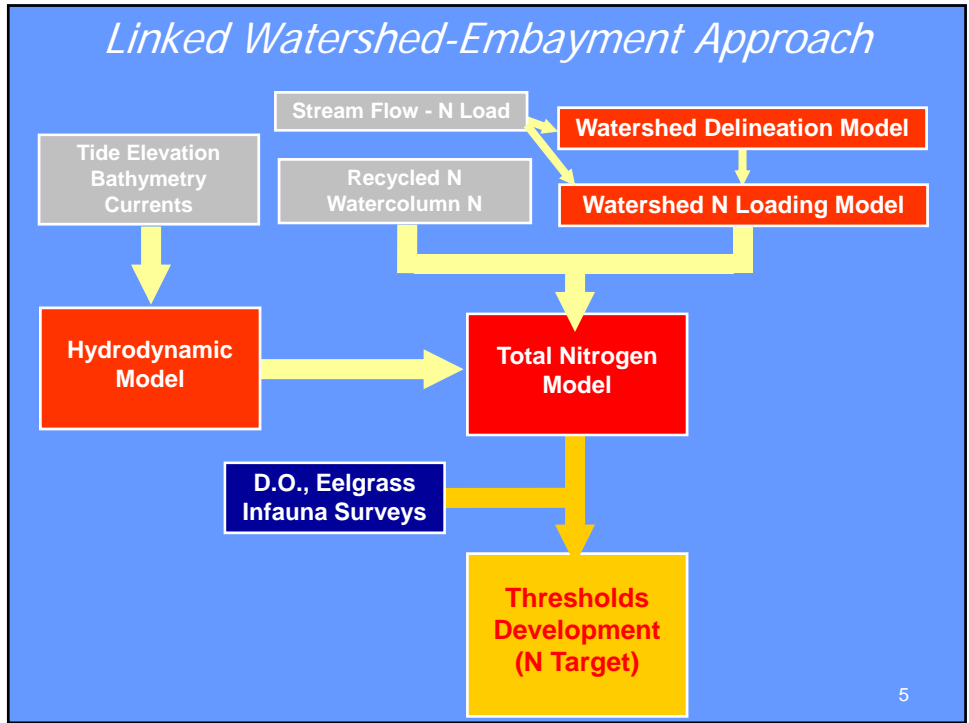 Linked Watershed-Embayment Approach
Stream Flow - N Load
Watershed Delineation Model
Tide Elevation
Bathymetry
Currents
Recycled N
Watercolumn N
Watershed N Loading Model
Hydrodynamic
Model
Total Nitrogen
Model
D.O., Eelgrass
Infauna Surveys
Thresholds
Development
(N Target)
5